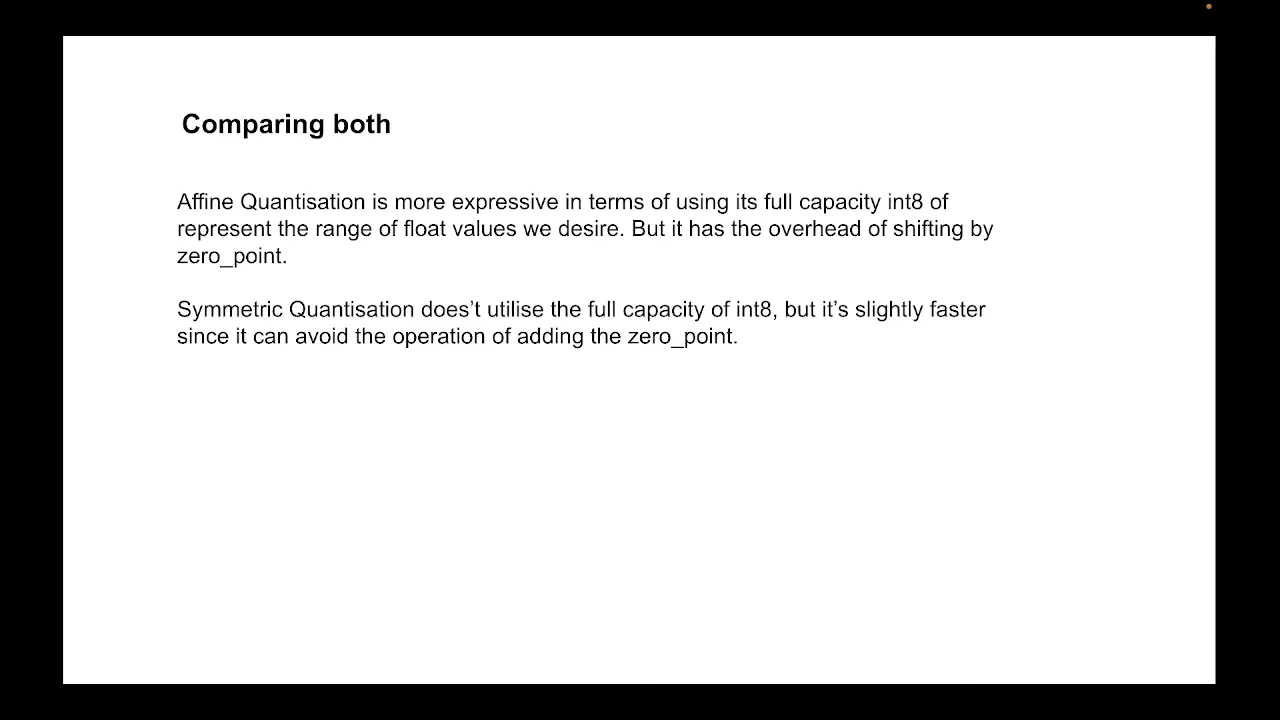 Comparing both
Affine Quantisation is more expressive in terms of using its full capacity int8 of
represent the range of float values we desire. But it has the overhead of shifting by
zero_point.
Symmetric Quantisation does't utilise the full capacity of int8, but it's slightly faster
since it can avoid the operation of adding the zero_point.